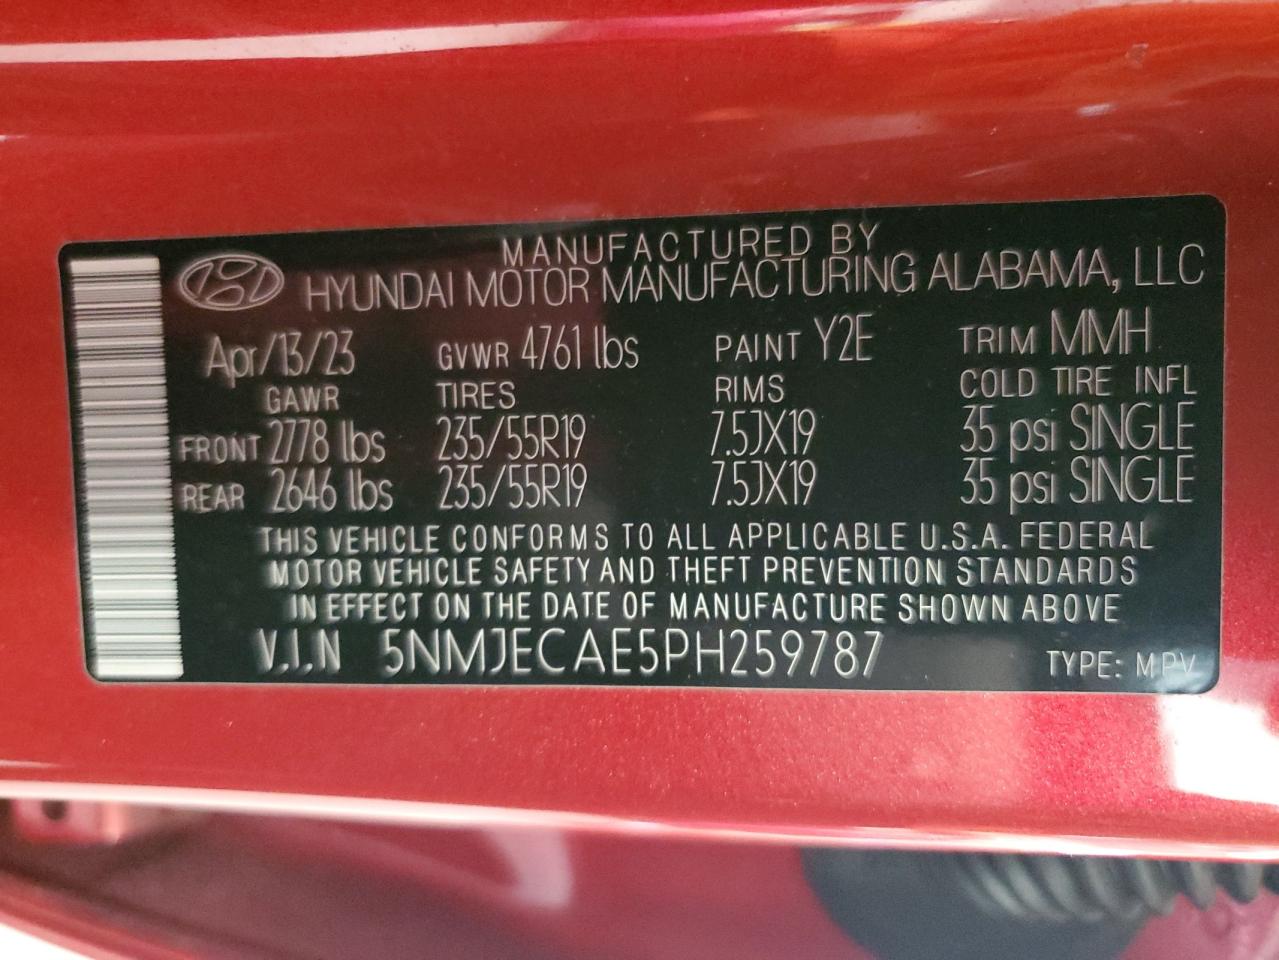 MANUFACTURED BY
HYUNDAI MOTOR MANUFACTURING ALABAMA, LLC
Apr/13/23 GVWR 4761 lbs PAINT Y2E TRIM MMH
GAWR TIRES RIMS COLD TIRE INFL
FRONT 2778 lbs 235/55R19 7.5JX19 35 psi SINGLE
REAR 2646 lbs 235/55R19 7.5JX19 35 psi SINGLE
THIS VEHICLE CONFORMS TO ALL APPLICABLE U.S.A. FEDERAL
MOTOR VEHICLE SAFETY AND THEFT PREVENTION STANDARDS
IN EFFECT ON THE DATE OF MANUFACTURE SHOWN ABOVE
V.I.N 5NMJECAE5PH259787 TYPE: MPV